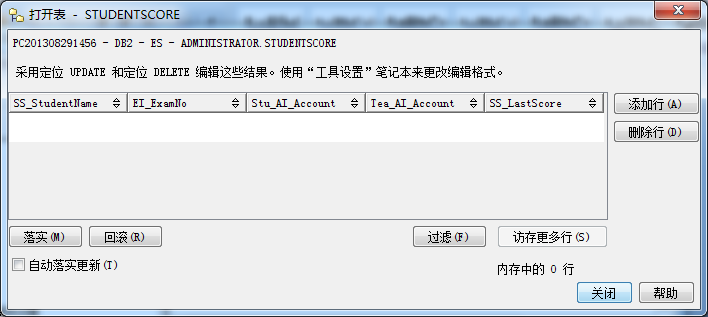 打开表 - STUDENTSCORE
PC201308291456 - DB2 - ES - ADMINISTRATOR.STUDENTSCORE
采用定位 UPDATE 和定位 DELETE 编辑这些结果。使用“工具设置”笔记本来更改编辑格式。
SS_StudentName EI_ExamNo Stu_AI_Account Tea_AI_Account SS_LastScore
添加行(A)
删除行(D)
落实(M) 回滚(R) 过滤(F) 访存更多行(S)
自动落实更新(T)
内存中的 0 行
关闭 帮助